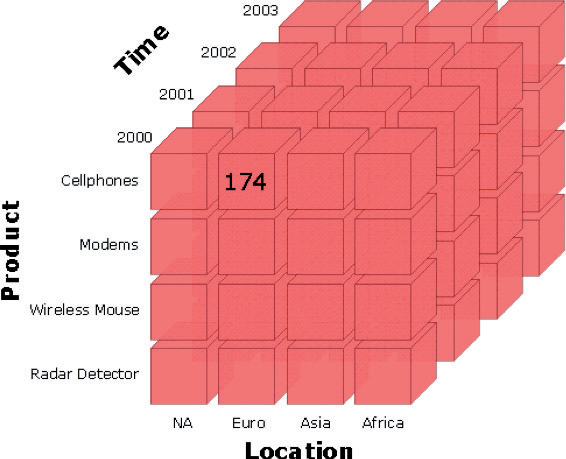 2003
Time
2002
2001
2000
Cellphones
174
Product
Modems
Wireless Mouse
Radar Detector
NA Euro Asia Africa
Location